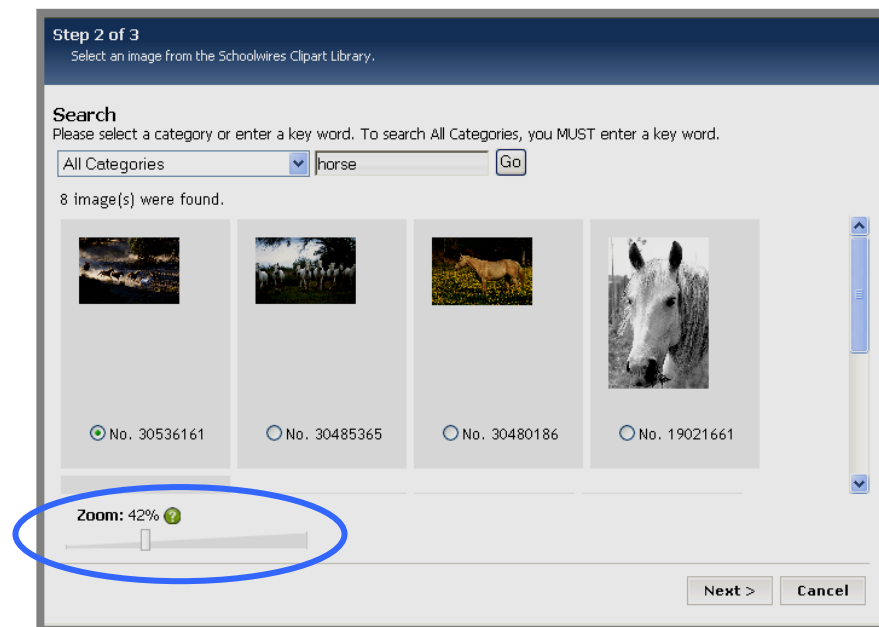 Step 2 of 3
Select an image from the Schoolwires Clipart Library.
Search
Please select a category or enter a key word. To search All Categories, you MUST enter a key word.
All Categories horse Go
8 image(s) were found.
No. 30536161 No. 30485365 No. 30480186 No. 19021661
Zoom: 42% ?
Next > Cancel